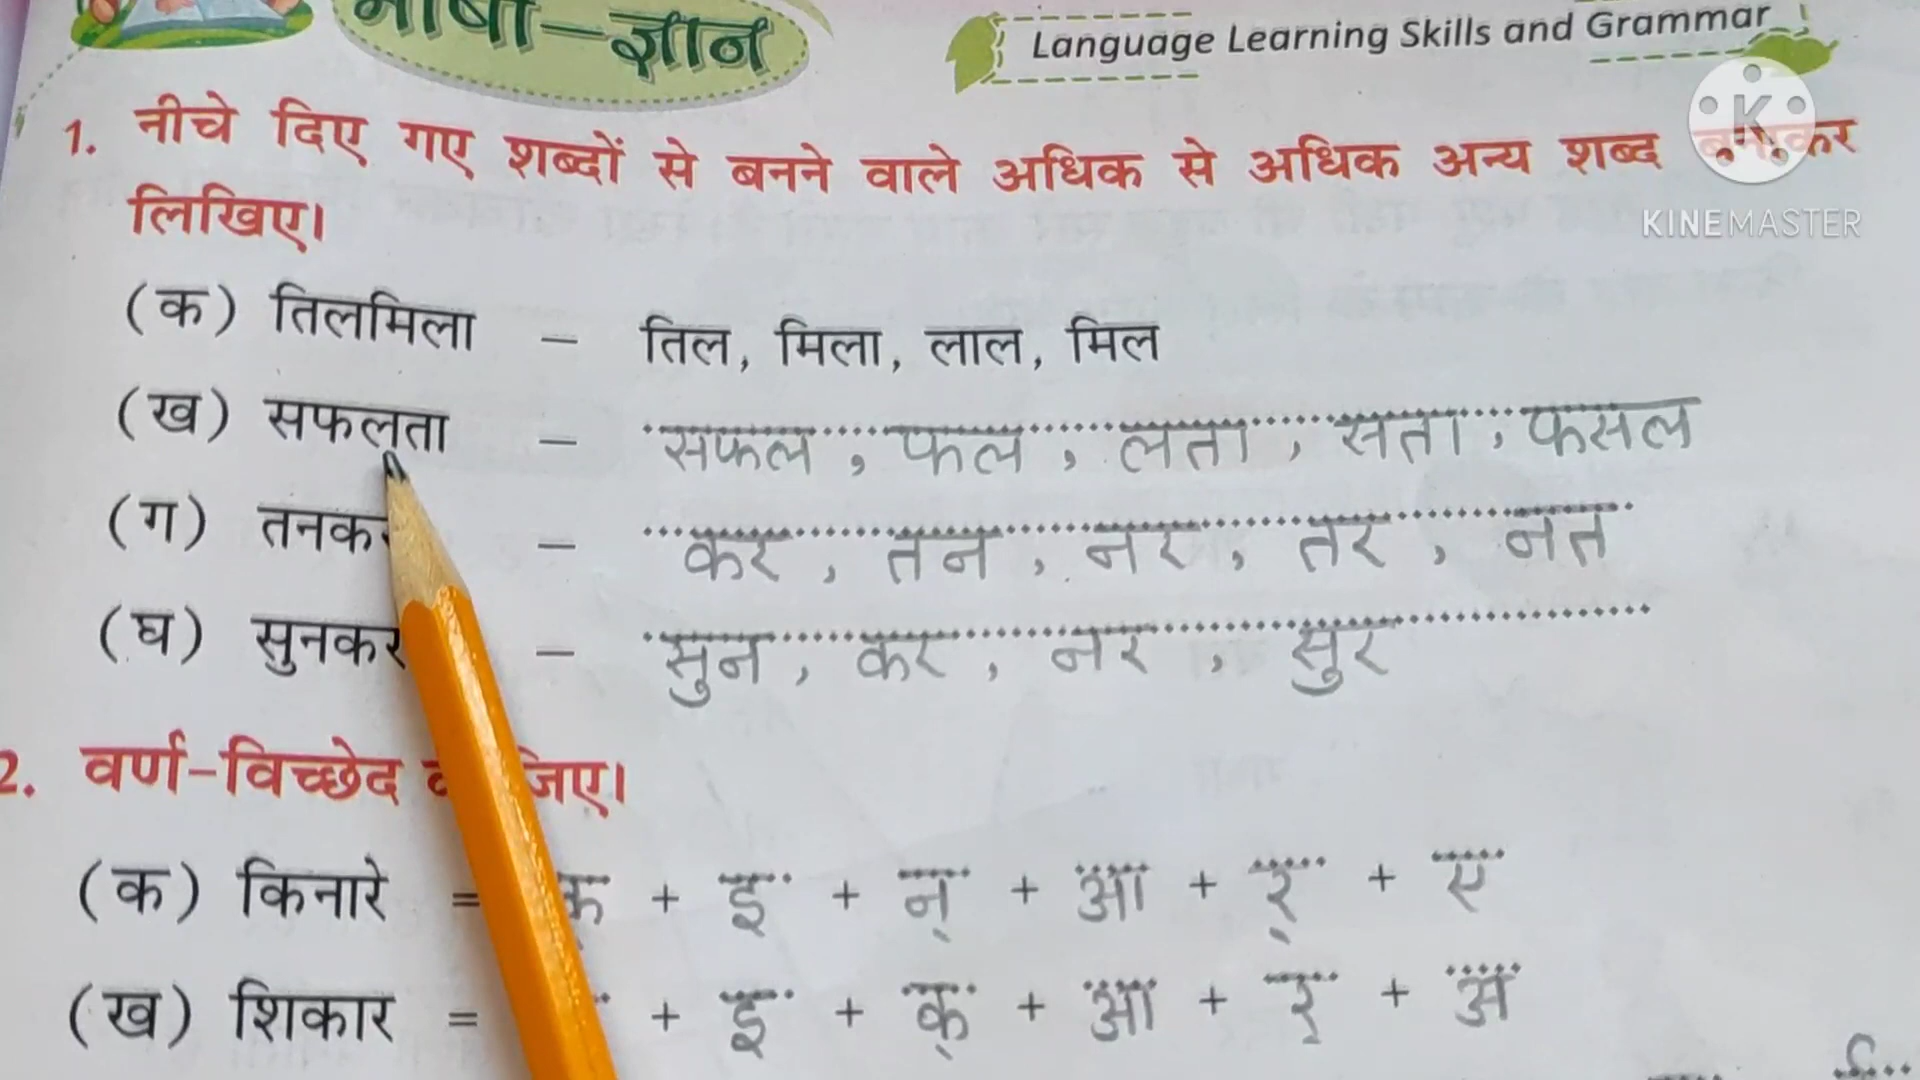 भाषा-ज्ञान
Language Learning Skills and Grammar
1. नीचे दिए गए शब्दों से बनने वाले अधिक से अधिक अन्य शब्द बनाकर
लिखिए।
KINEMASTER
(क) तिलमिला – तिल, मिला, लाल, मिल
(ख) सफलता – सफल, फल, लता, सता, फसल
(ग) – कर, तन, नर, तर, नत
(घ) सुनकर – सुन, कर, नर, सुर
2. वर्ण-विच्छेद कीजिए।
(क) किनारे = क् + इ + न् + आ + र् + ए
(ख) शिकार = + इ + क् + आ + र् + अ